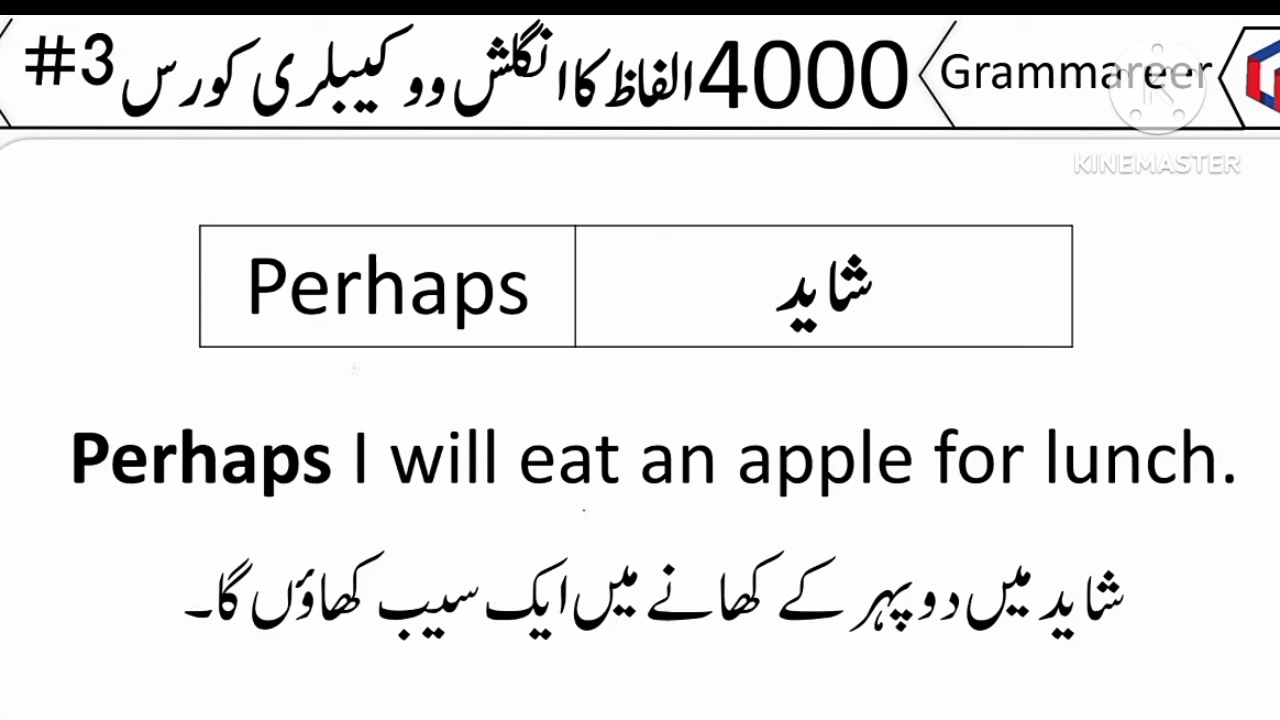 4000 الفاظ کا انگلش ووکیبلری کورس #3
Grammareer
KINEMASTER
Perhaps
شاید
Perhaps I will eat an apple for lunch.
شاید میں دوپہر کے کھانے میں ایک سیب کھاؤں گا۔